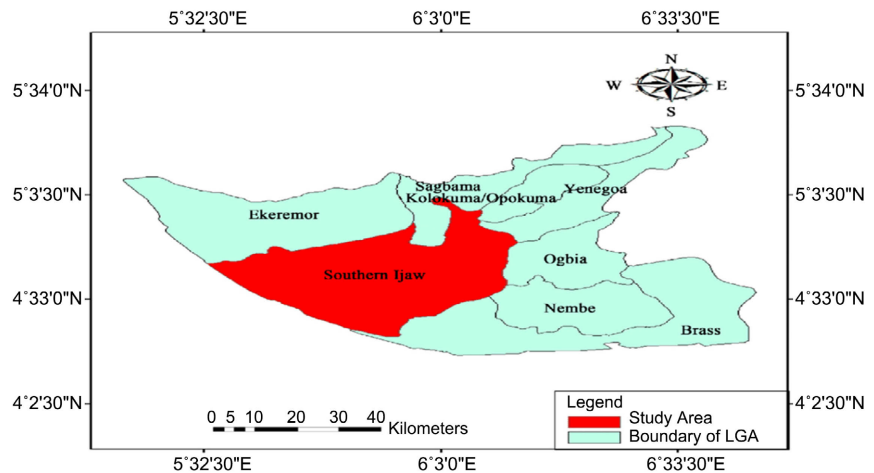 5˚32'30"E 6˚3'0"E 6˚33'30"E
5˚34'0"N 5˚34'0"N
N
W E
S
5˚3'30"N 5˚3'30"N
Sagbama
Kolokuma/Opokuma
Yenegoa
Ekeremor
Ogbia
Southern Ijaw
4˚33'0"N 4˚33'0"N
Nembe
Brass
4˚2'30"N 4˚2'30"N
0 5 10 20 30 40
Kilometers
Legend
Study Area
Boundary of LGA
5˚32'30"E 6˚3'0"E 6˚33'30"E